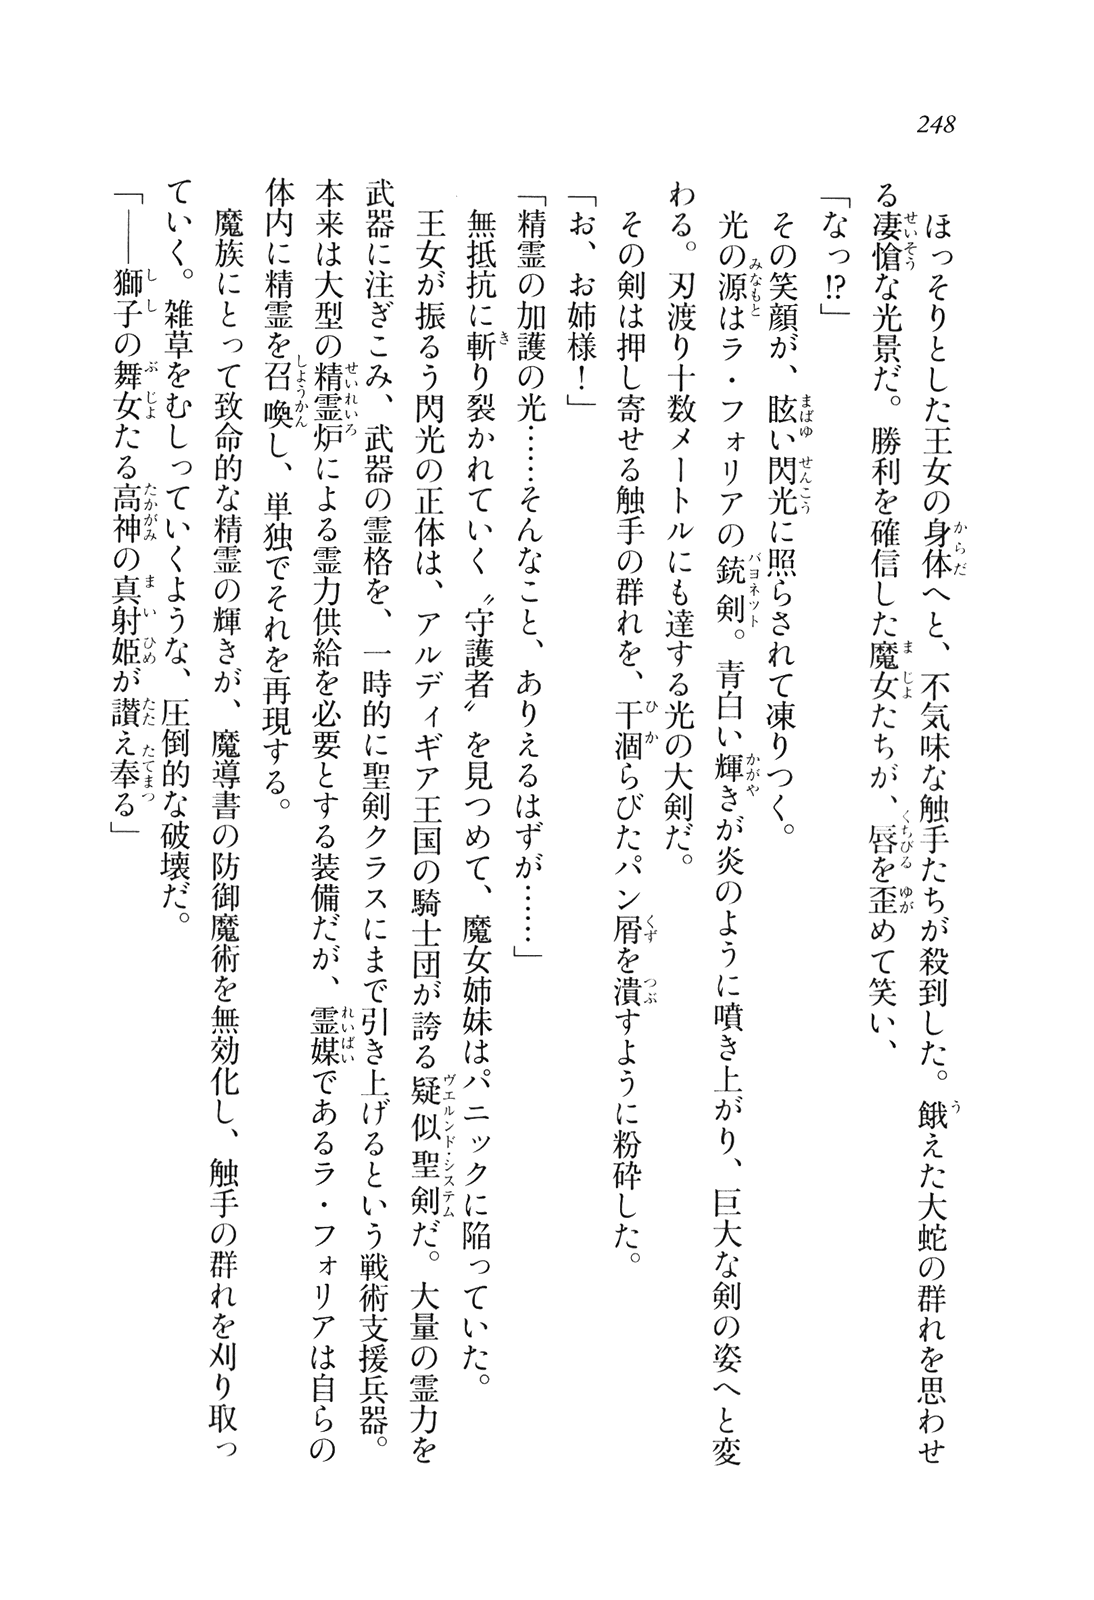 248
ほっそりとした王女の身体へと、不気味な触手たちが殺到した。餓えた大蛇の群れを思わせ
る凄愴な光景だ。勝利を確信した魔女たちが、唇を歪めて笑い、
「なっ!?」
その笑顔が、眩い閃光に照らされて凍りつく。
光の源はラ・フォリアの銃剣。青白い輝きが炎のように噴き上がり、巨大な剣の姿へと変
わる。刃渡り十数メートルにも達する光の大剣だ。
その剣は押し寄せる触手の群れを、干涸らびたパン屑を潰すように粉砕した。
「お、お姉様！」
「精霊の加護の光……そんなこと、ありえるはずが……」
無抵抗に斬り裂かれていく〝守護者〟を見つめて、魔女姉妹はパニックに陥っていた。
王女が振るう閃光の正体は、アルディギア王国の騎士団が誇る疑似聖剣だ。大量の霊力を
武器に注ぎこみ、武器の霊格を、一時的に聖剣クラスにまで引き上げるという戦術支援兵器。
本来は大型の精霊炉による霊力供給を必要とする装備だが、霊媒であるラ・フォリアは自らの
体内に精霊を召喚し、単独でそれを再現する。
魔族にとって致命的な精霊の輝きが、魔導書の防御魔術を無効化し、触手の群れを刈り取っ
ていく。雑草をむしっていくような、圧倒的な破壊だ。
「――獅子の舞女たる高神の真射姫が讃え奉る」